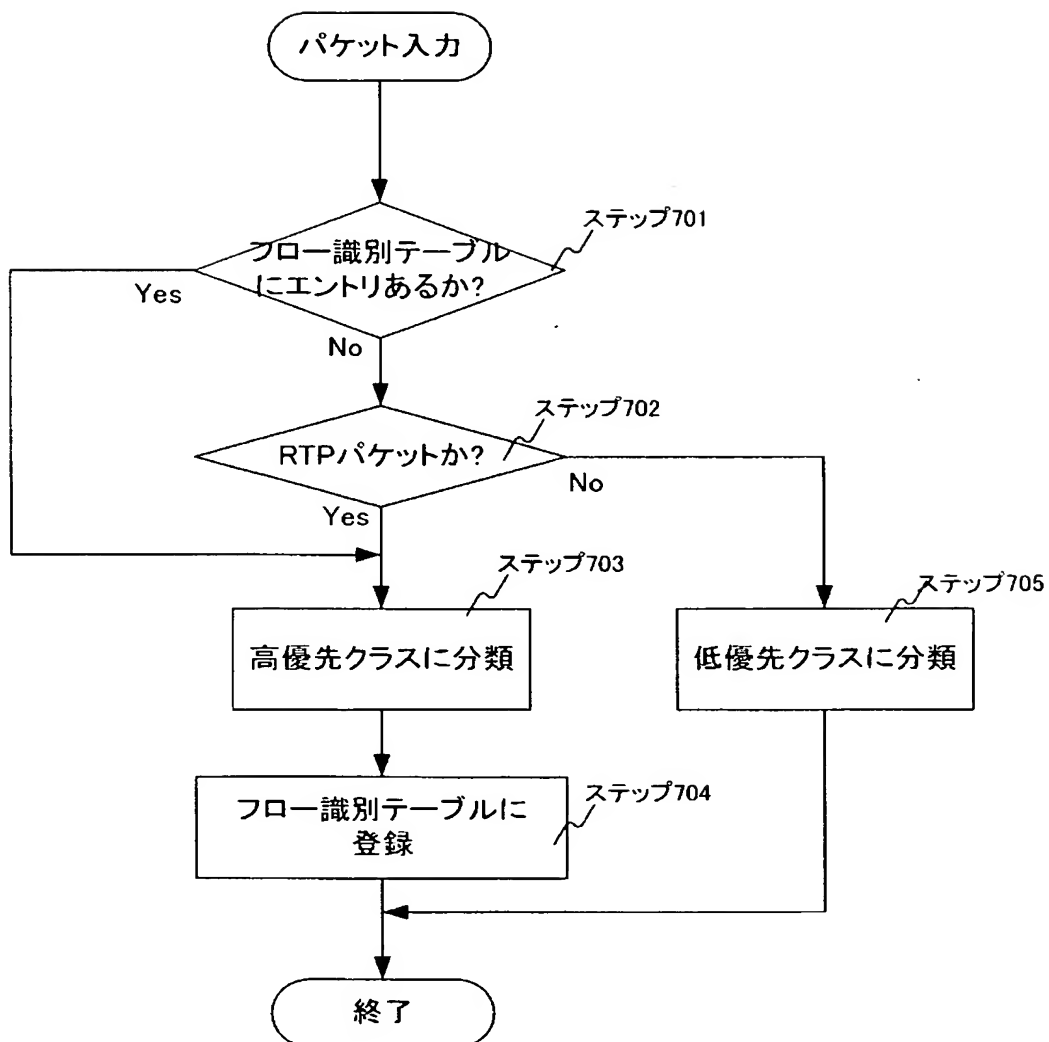 パケット入力
ステップ701
フロー識別テーブル
にエントリあるか?
Yes
No
ステップ702
RTPパケットか?
No
Yes
ステップ703
ステップ705
高優先クラスに分類
低優先クラスに分類
ステップ704
フロー識別テーブルに
登録
終了